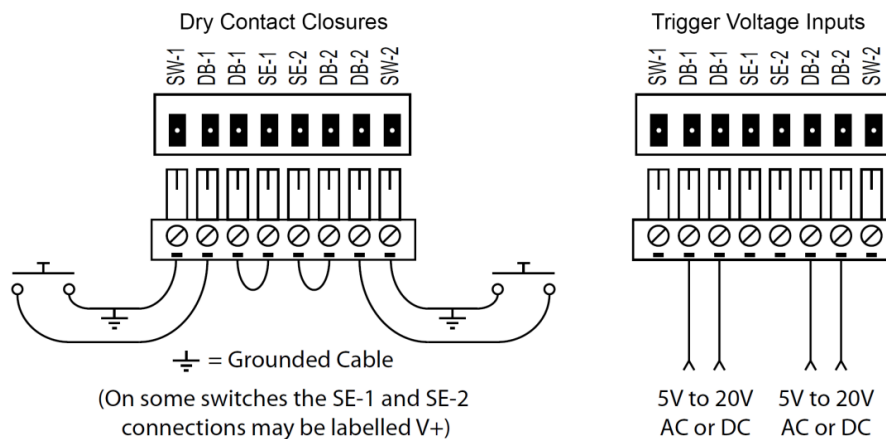 Dry Contact Closures
SW-1
DB-1
DB-1
SE-1
SE-2
DB-2
DB-2
SW-2
= Grounded Cable
(On some switches the SE-1 and SE-2
connections may be labelled V+)
Trigger Voltage Inputs
SW-1
DB-1
DB-1
SE-1
SE-2
DB-2
DB-2
SW-2
5V to 20V
AC or DC
5V to 20V
AC or DC